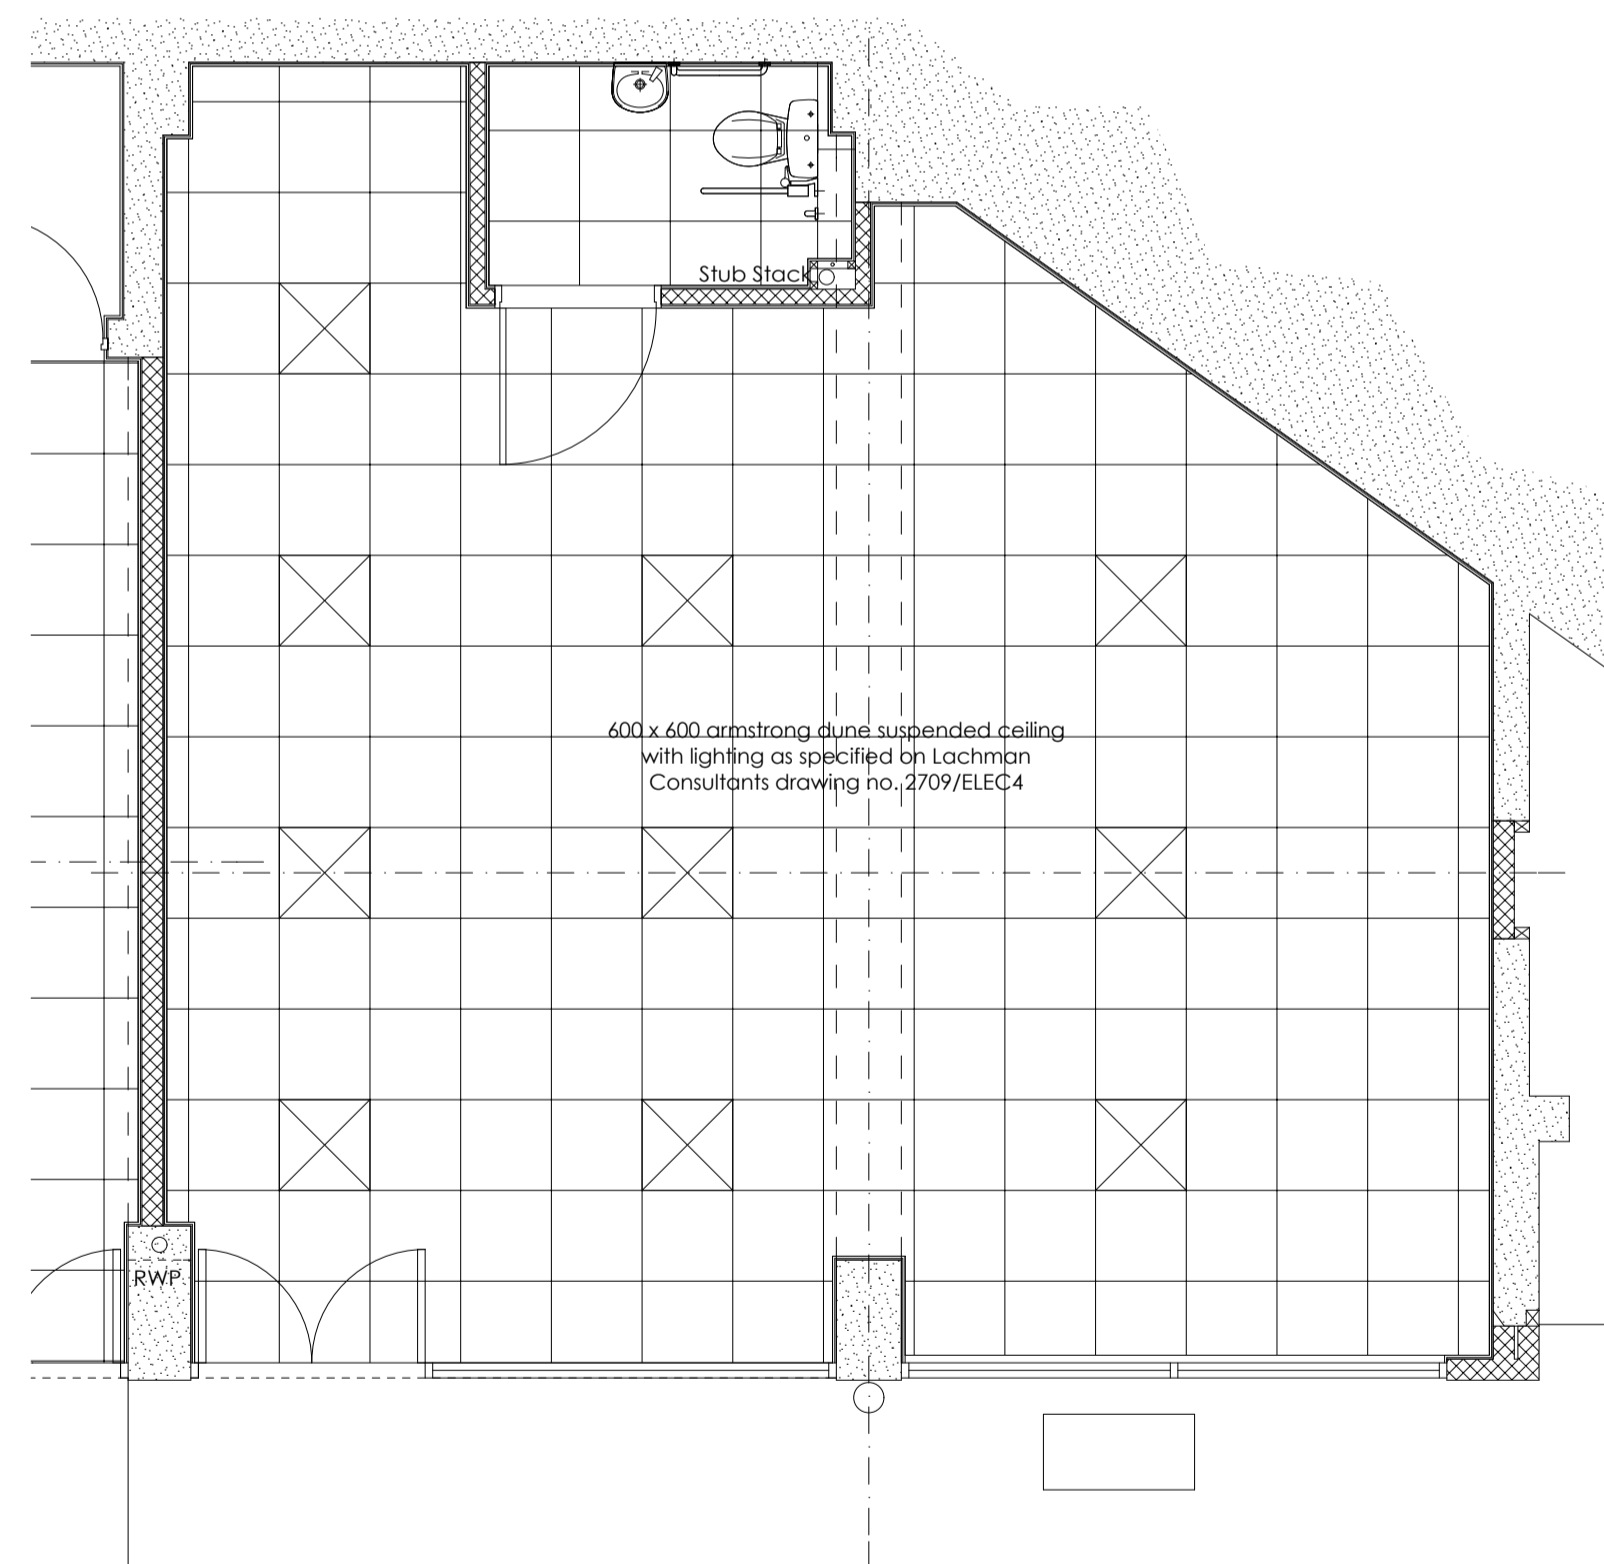 Stub Stack
600 x 600 armstrong dune suspended ceiling
with lighting as specified on Lachman
Consultants drawing no. 2709/ELEC4
RWP